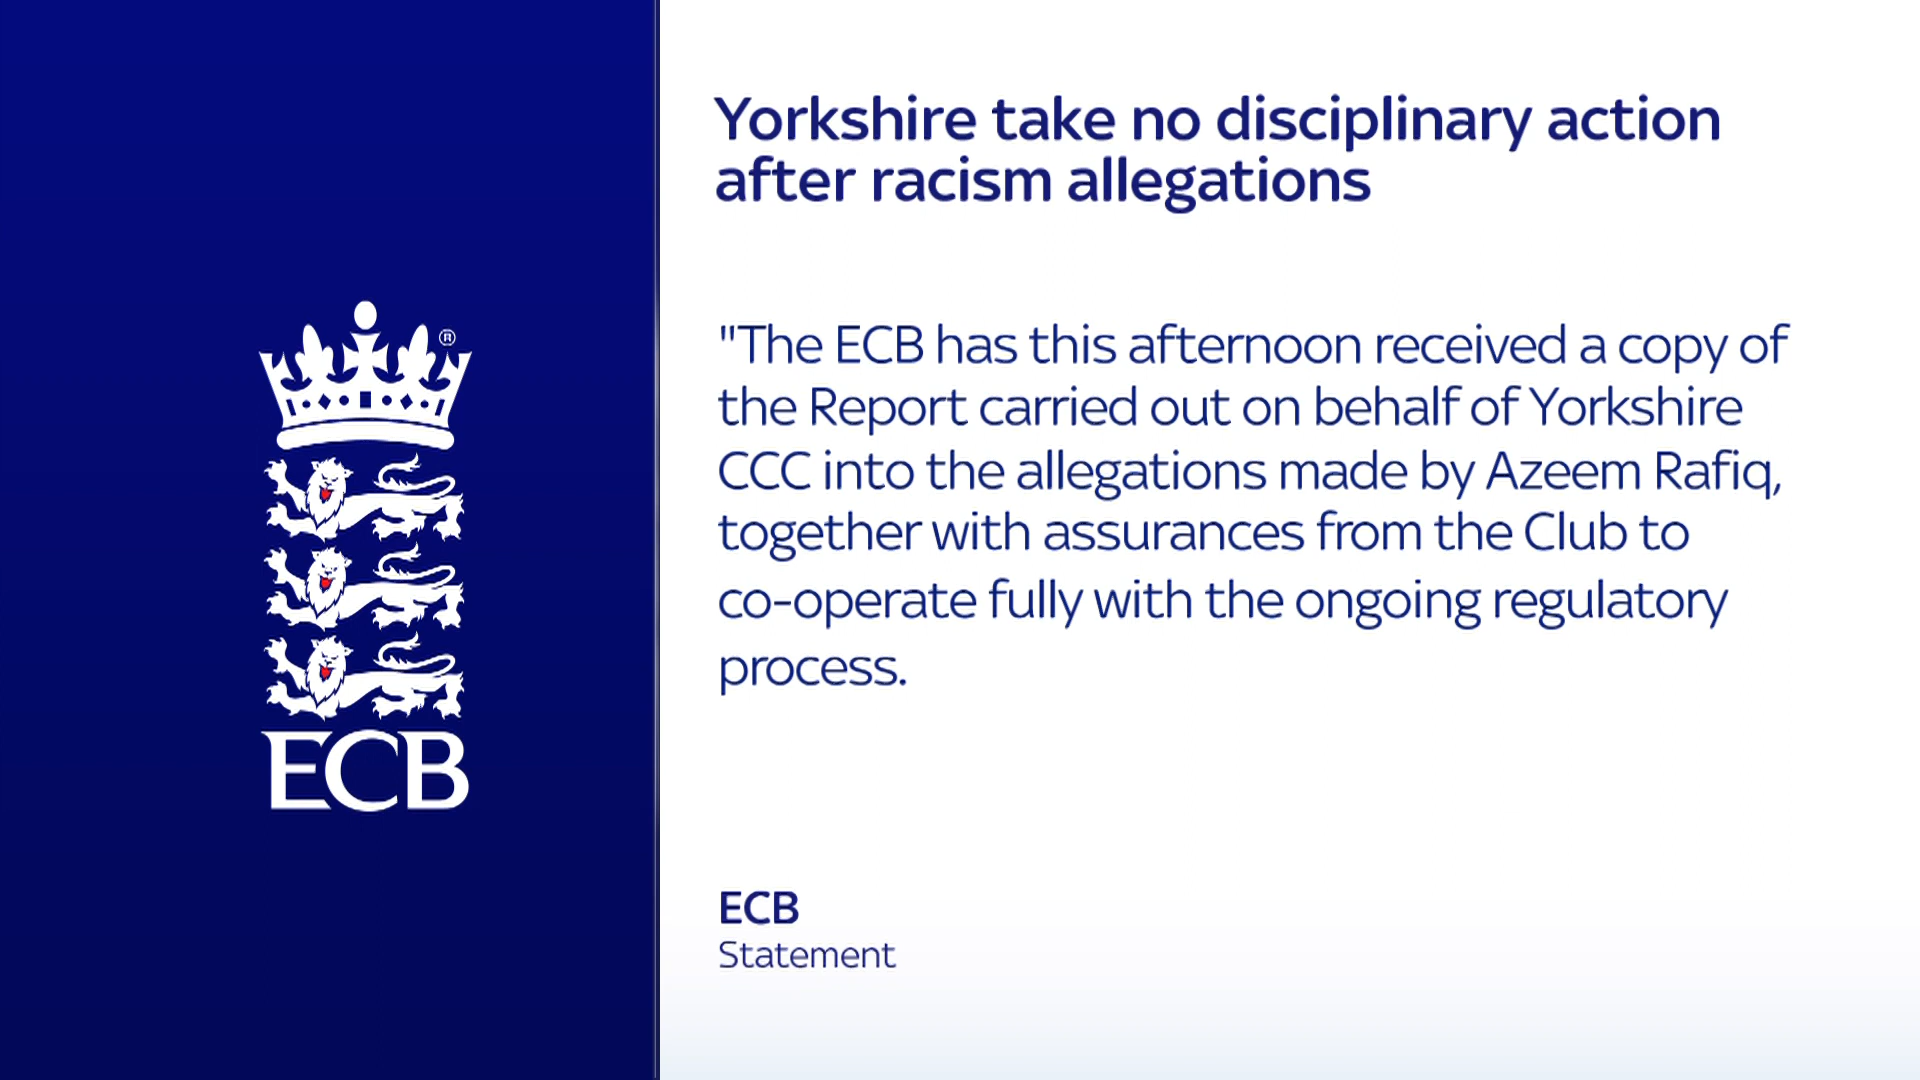 Yorkshire take no disciplinary action
after racism allegations
"The ECB has this afternoon received a copy of
the Report carried out on behalf of Yorkshire
CCC into the allegations made by Azeem Rafiq,
together with assurances from the Club to
co-operate fully with the ongoing regulatory
process.
ECB
Statement
®
ECB